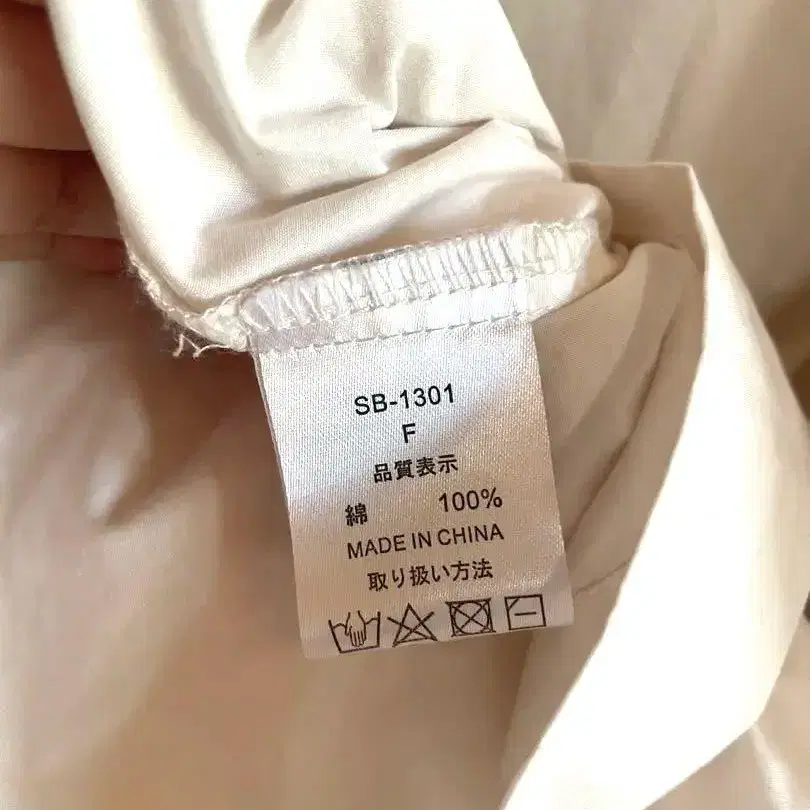 SB-1301
F
品質表示
綿 100%
MADE IN CHINA
取り扱い方法